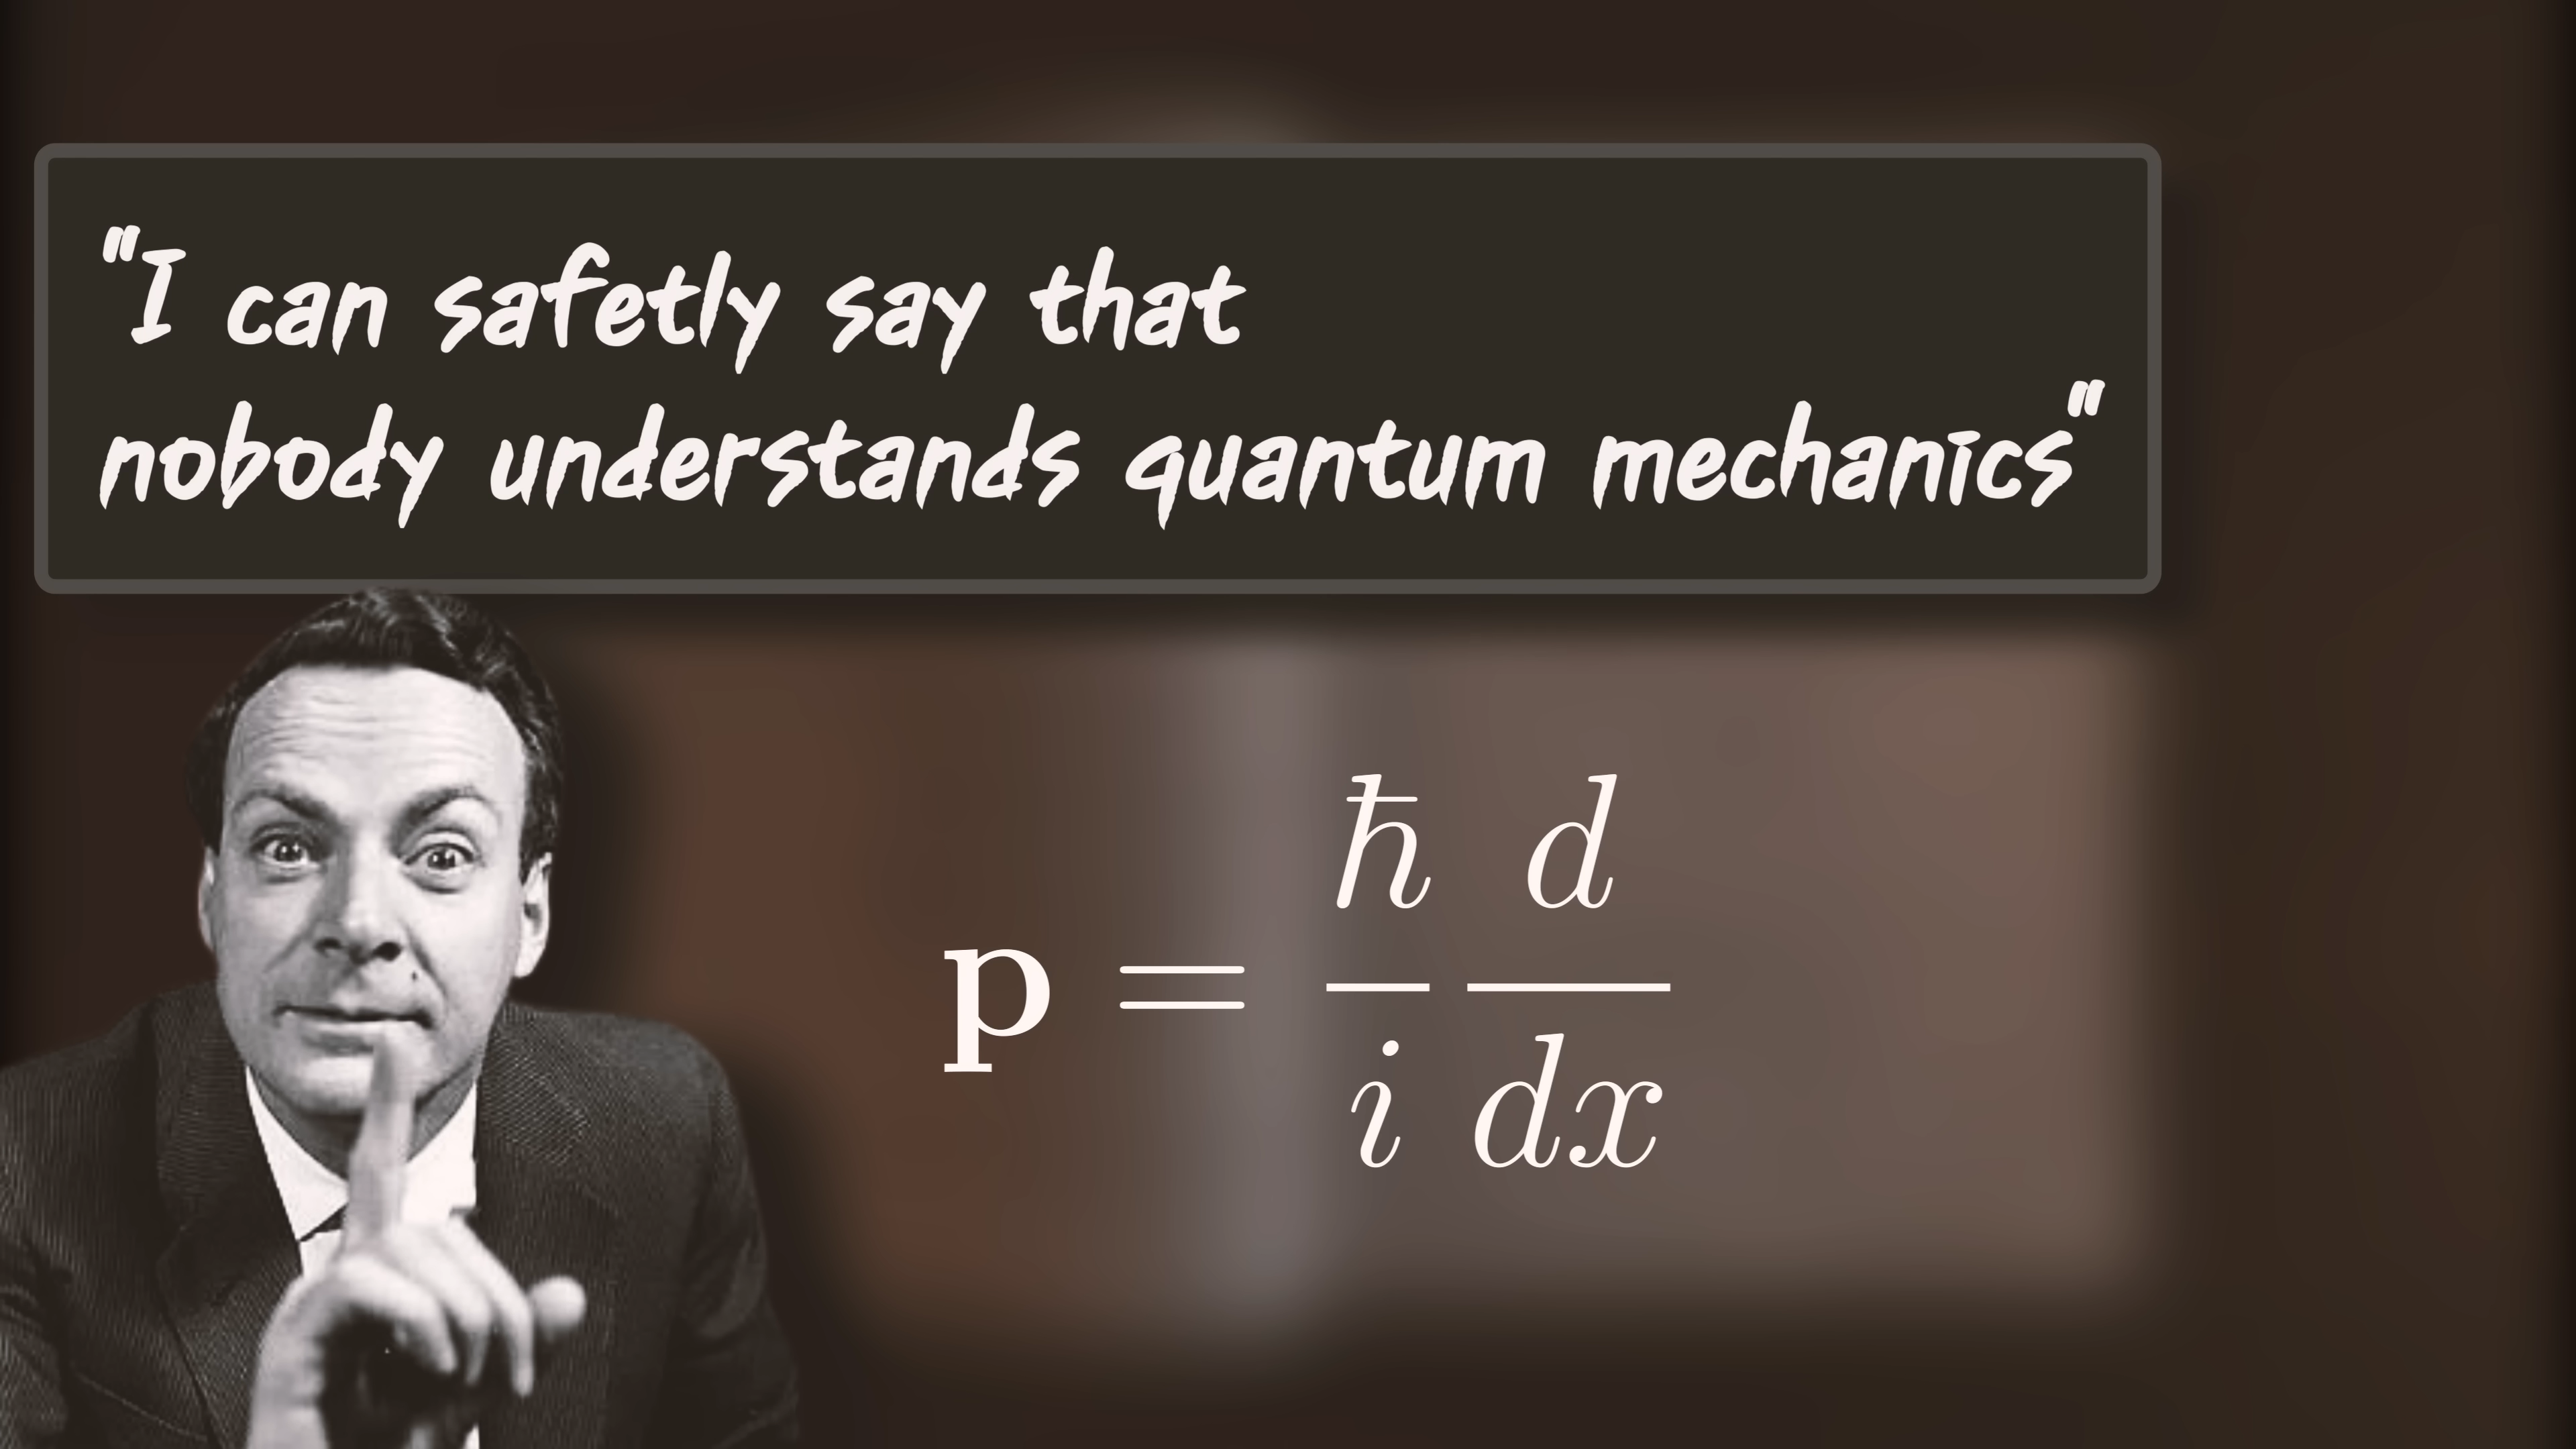 "I can safetly say that
nobody understands quantum mechanics"
p = ħ/i d/dx